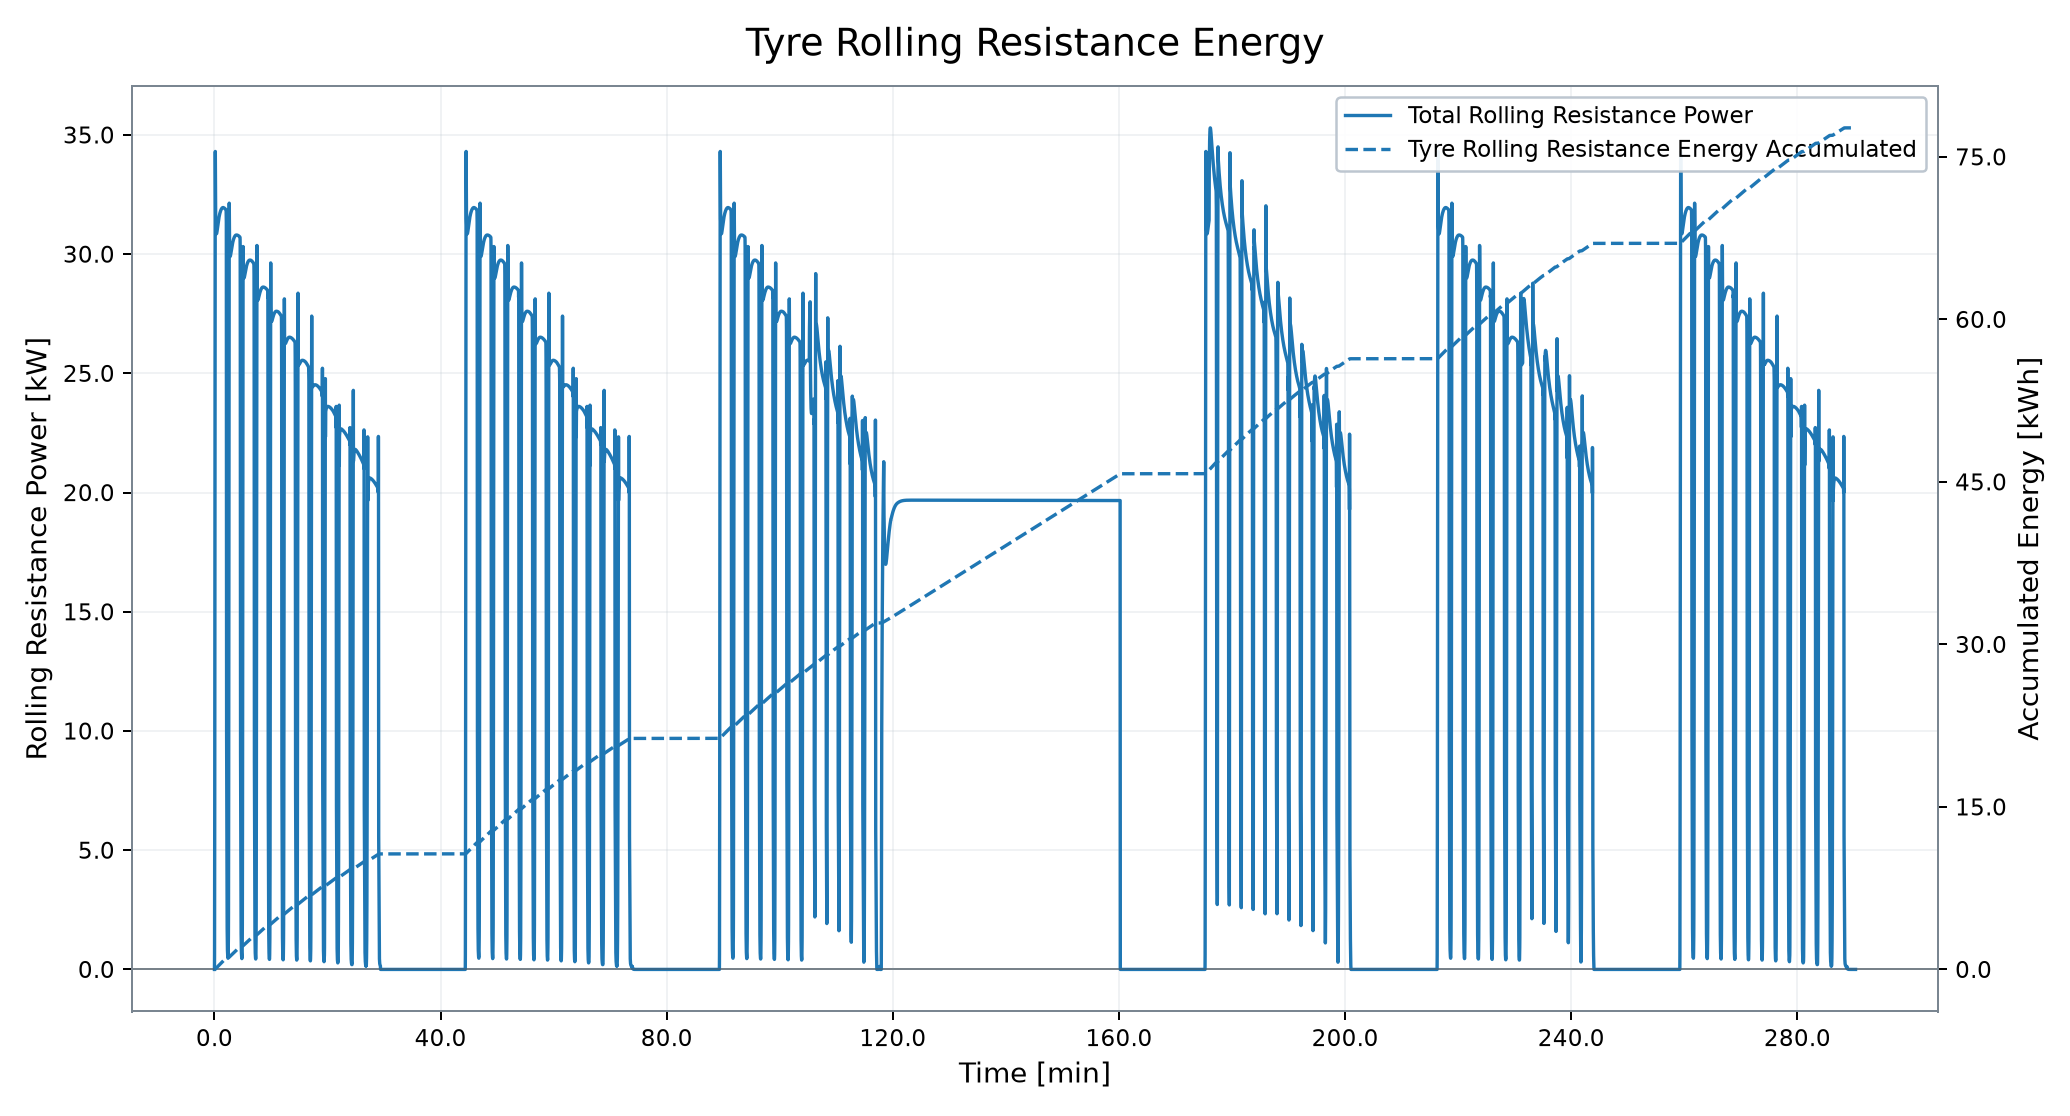 Tyre Rolling Resistance Energy
Total Rolling Resistance Power
Tyre Rolling Resistance Energy Accumulated
Rolling Resistance Power [kW]
35.0
30.0
25.0
20.0
15.0
10.0
5.0
0.0
75.0
60.0
45.0
30.0
15.0
0.0
Accumulated Energy [kWh]
0.0 40.0 80.0 120.0 160.0 200.0 240.0 280.0
Time [min]